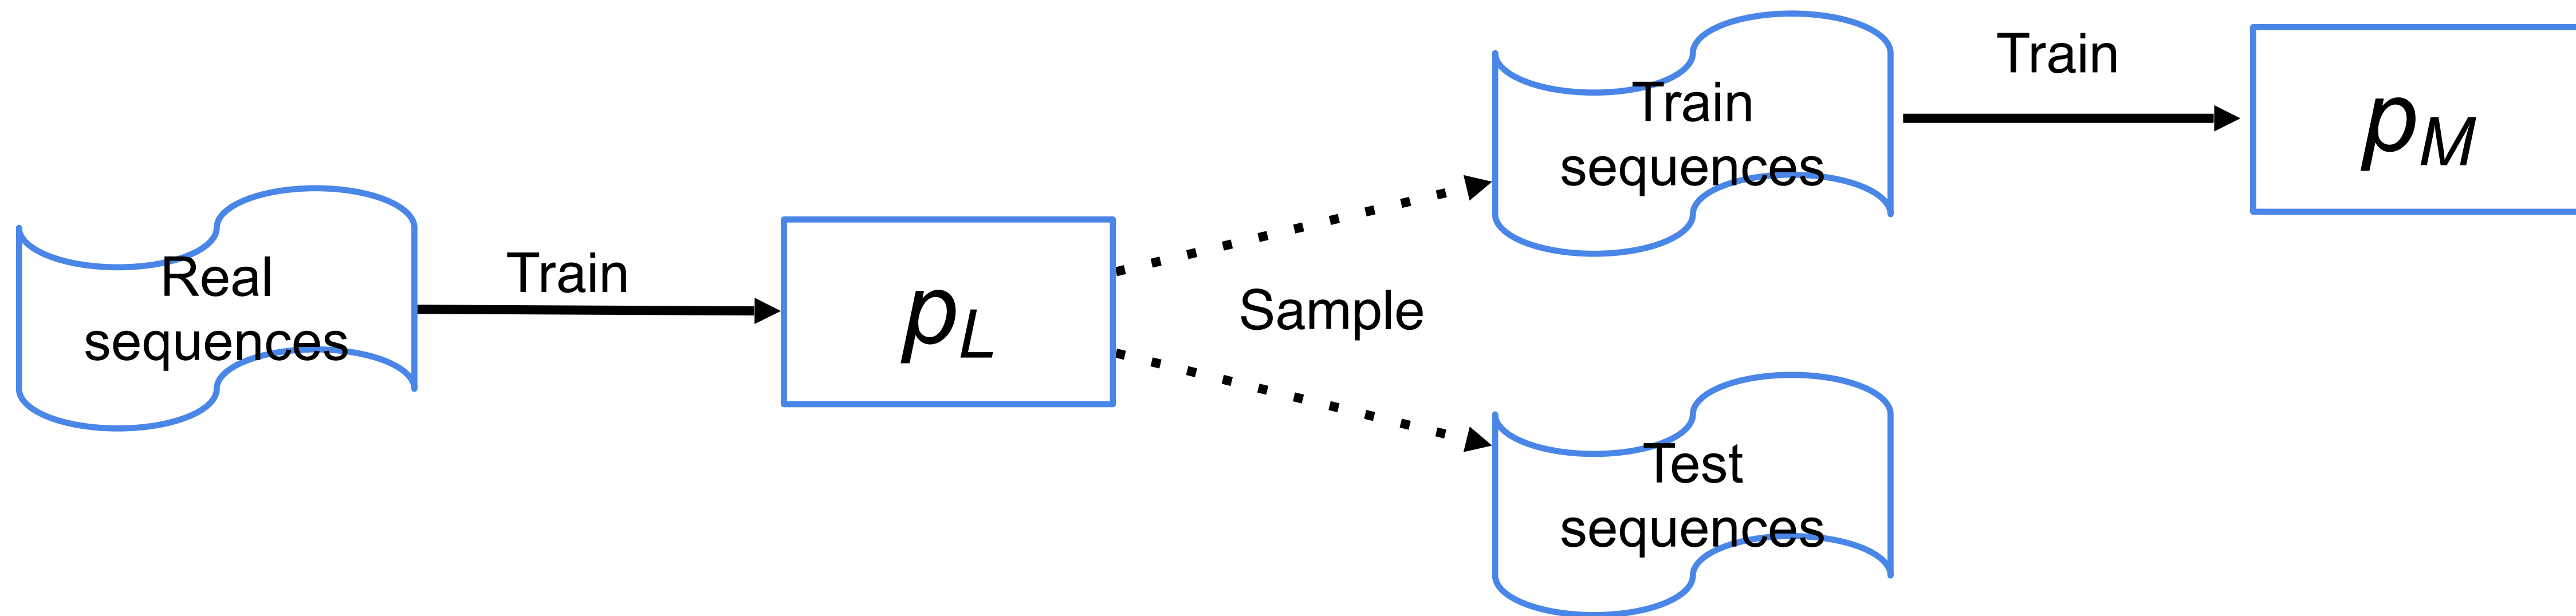 Real
sequences
Train
p_L
Sample
Train
sequences
Train
p_M
Test
sequences